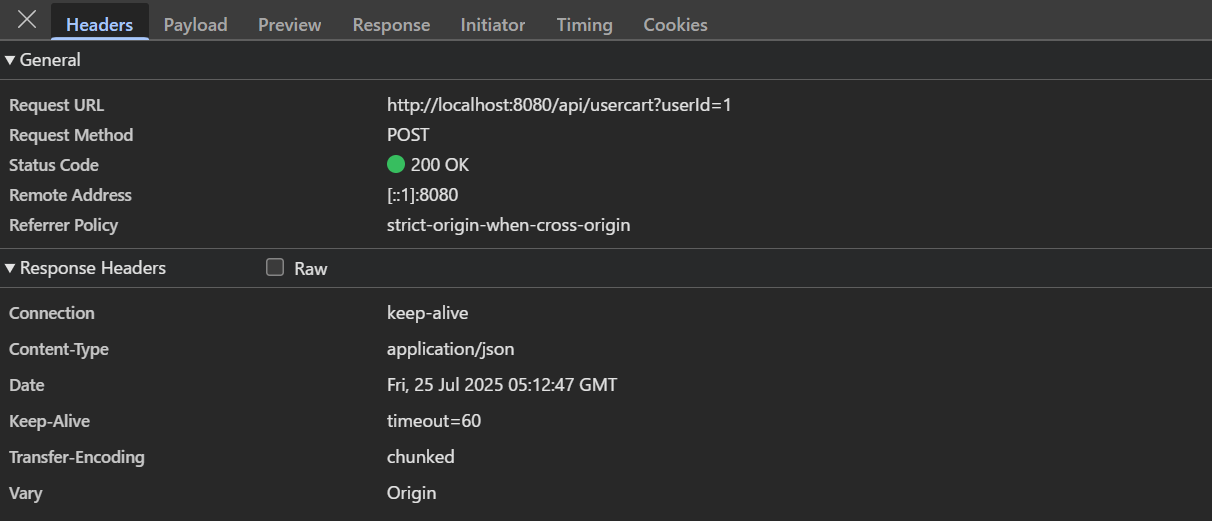 Headers Payload Preview Response Initiator Timing Cookies
General
Request URL http://localhost:8080/api/usercart?userId=1
Request Method POST
Status Code 200 OK
Remote Address [::1]:8080
Referrer Policy strict-origin-when-cross-origin
Response Headers Raw
Connection keep-alive
Content-Type application/json
Date Fri, 25 Jul 2025 05:12:47 GMT
Keep-Alive timeout=60
Transfer-Encoding chunked
Vary Origin